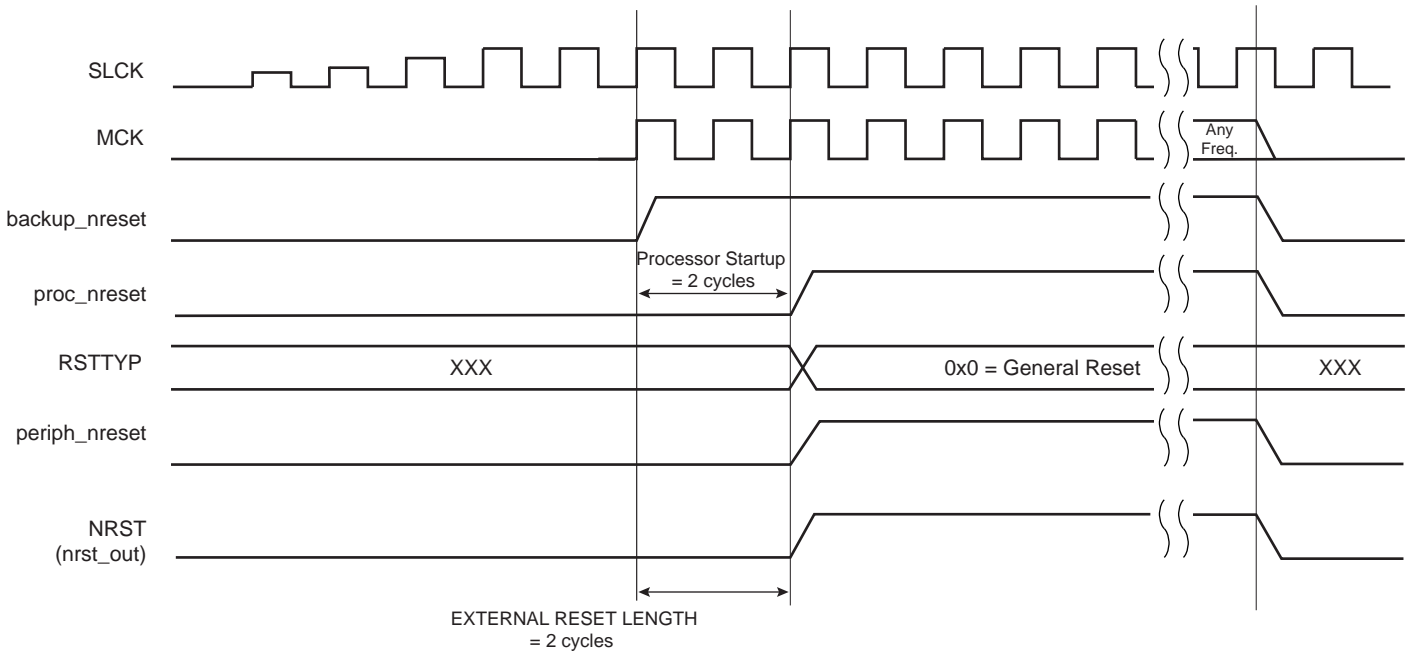 SLCK
MCK
Any
Freq.
backup_nreset
Processor Startup
= 2 cycles
proc_nreset
RSTTYP
XXX
0x0 = General Reset
XXX
periph_nreset
NRST
(nrst_out)
EXTERNAL RESET LENGTH
= 2 cycles